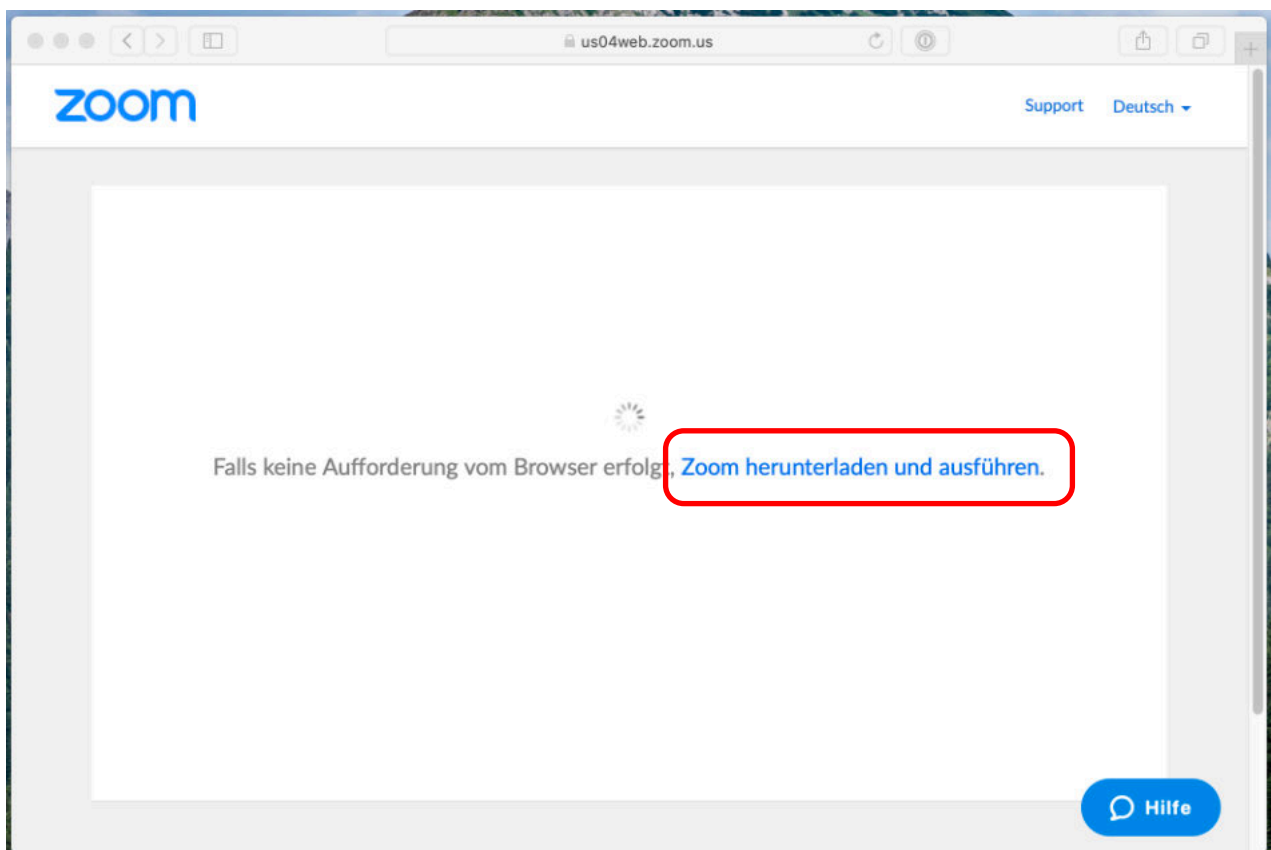 us04web.zoom.us
zoom
Support Deutsch
Falls keine Aufforderung vom Browser erfolgt, Zoom herunterladen und ausführen.
Hilfe